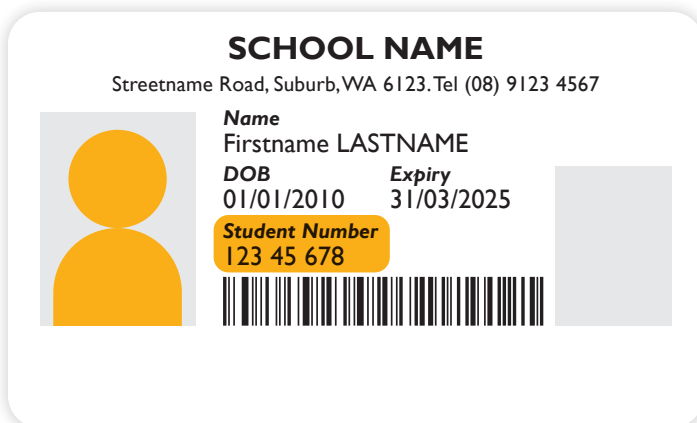 SCHOOL NAME
Streetname Road, Suburb, WA 6123. Tel (08) 9123 4567
Name
Firstname LASTNAME
DOB Expiry
01/01/2010 31/03/2025
Student Number
123 45 678